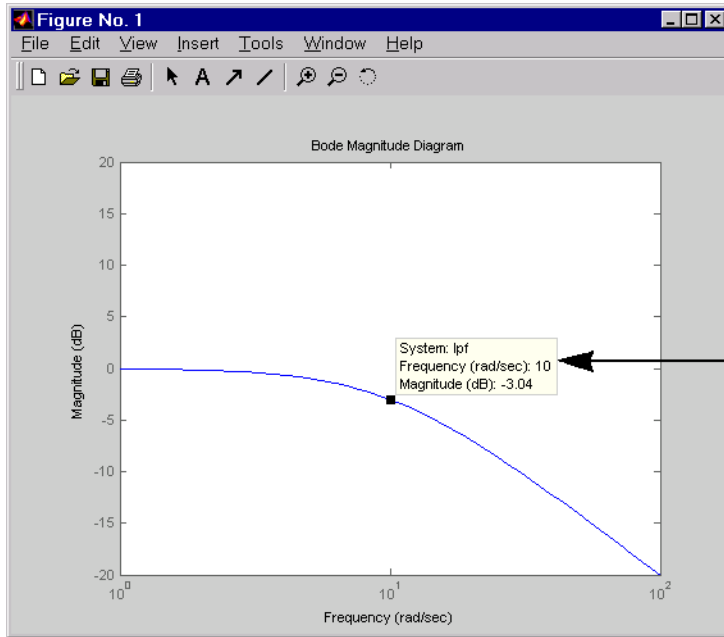 Figure No. 1
File Edit View Insert Tools Window Help
A
Bode Magnitude Diagram
20
15
10
5
0
-5
-10
-15
-20
Magnitude (dB)
System: lpf
Frequency (rad/sec): 10
Magnitude (dB): -3.04
10^0 10^1 10^2
Frequency (rad/sec)